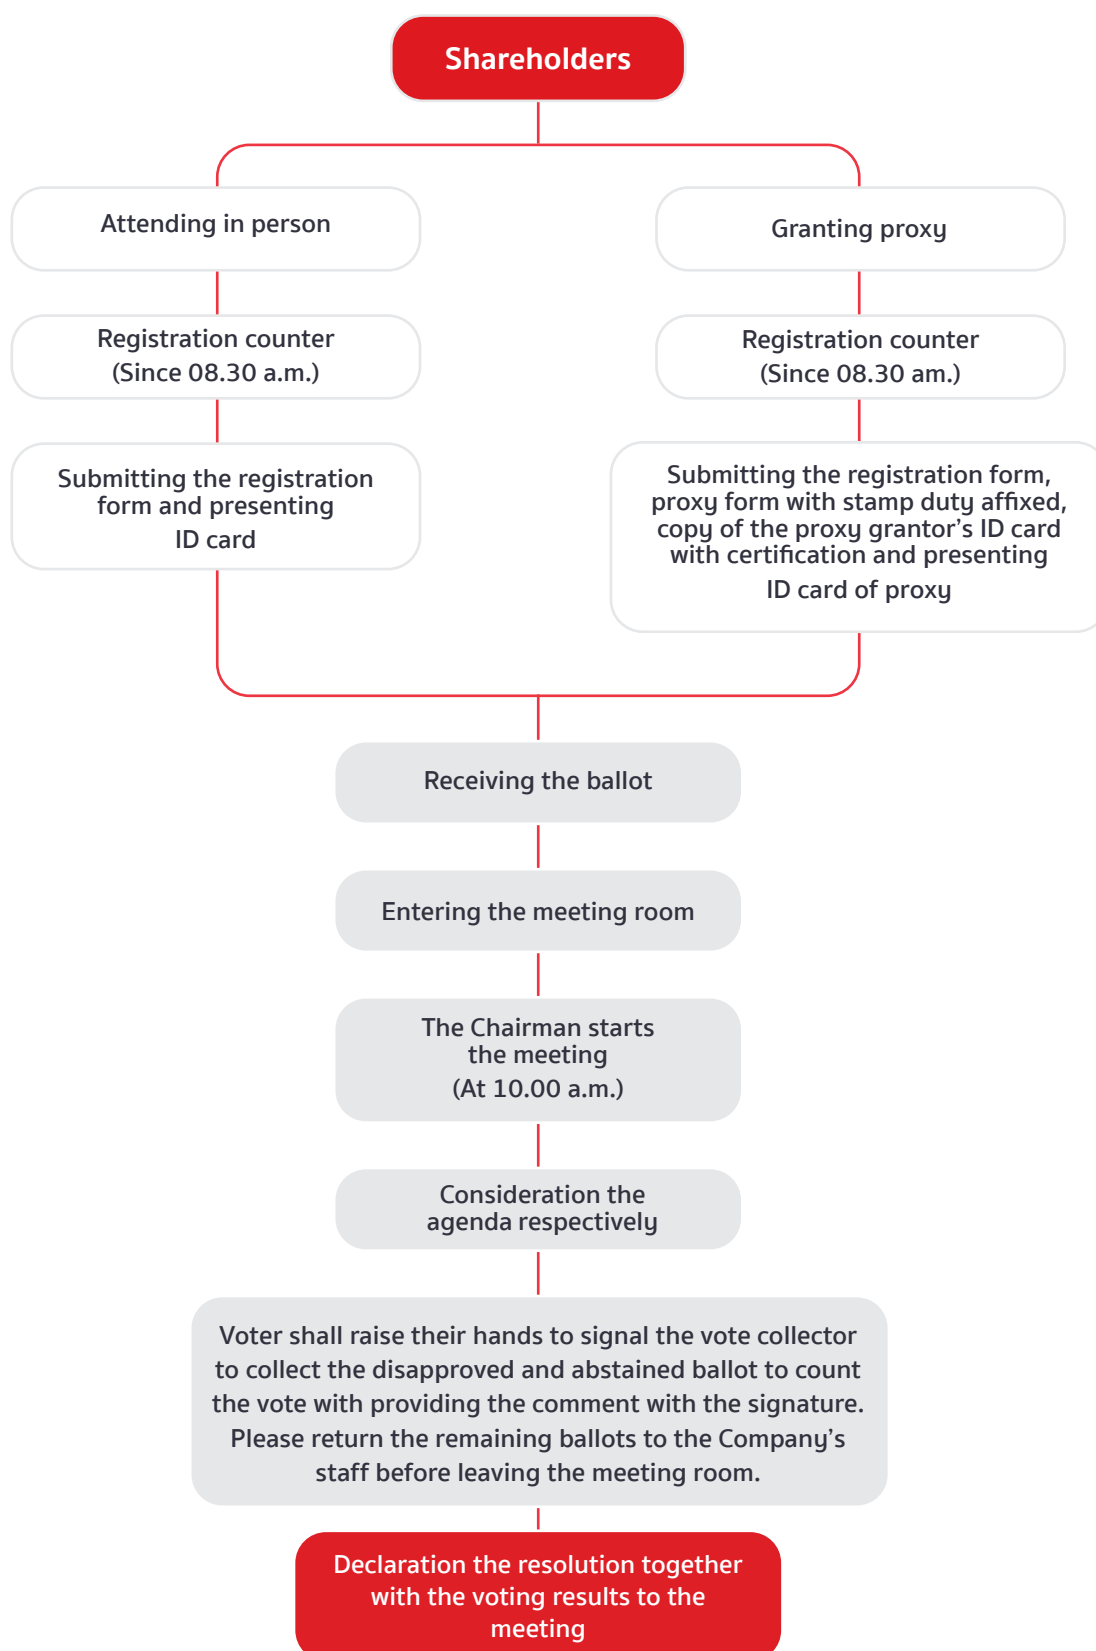 Shareholders
Attending in person
Granting proxy
Registration counter
(Since 08.30 a.m.)
Registration counter
(Since 08.30 am.)
Submitting the registration
form and presenting
ID card
Submitting the registration form,
proxy form with stamp duty affixed,
copy of the proxy grantor's ID card
with certification and presenting
ID card of proxy
Receiving the ballot
Entering the meeting room
The Chairman starts
the meeting
(At 10.00 a.m.)
Consideration the
agenda respectively
Voter shall raise their hands to signal the vote collector
to collect the disapproved and abstained ballot to count
the vote with providing the comment with the signature.
Please return the remaining ballots to the Company's
staff before leaving the meeting room.
Declaration the resolution together
with the voting results to the
meeting